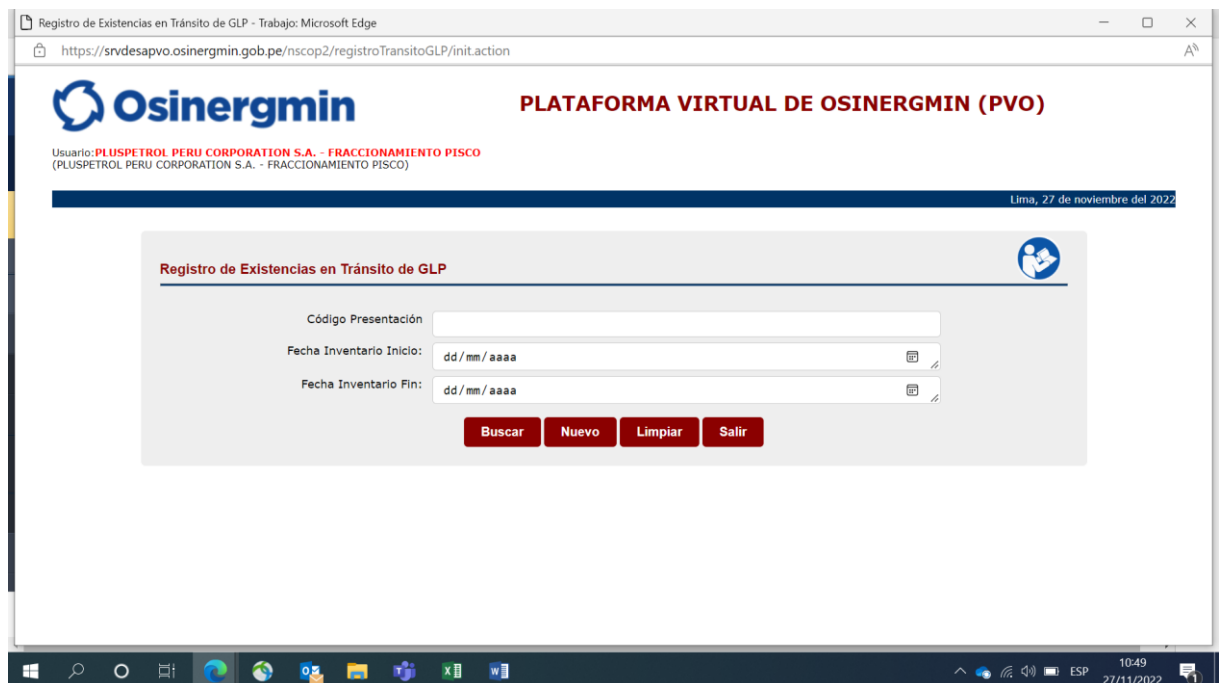 Registro de Existencias en Tránsito de GLP - Trabajo: Microsoft Edge
https://srvdesapvo.osinergmin.gob.pe/nscop2/registroTransitoGLP/init.action
Osinergmin
PLATAFORMA VIRTUAL DE OSINERGMIN (PVO)
Usuario:PLUSPETROL PERU CORPORATION S.A. - FRACCIONAMIENTO PISCO
(PLUSPETROL PERU CORPORATION S.A. - FRACCIONAMIENTO PISCO)
Lima, 27 de noviembre del 2022
Registro de Existencias en Tránsito de GLP
Código Presentación
Fecha Inventario Inicio: dd/mm/aaaa
Fecha Inventario Fin: dd/mm/aaaa
Buscar Nuevo Limpiar Salir
ESP 10:49
27/11/2022